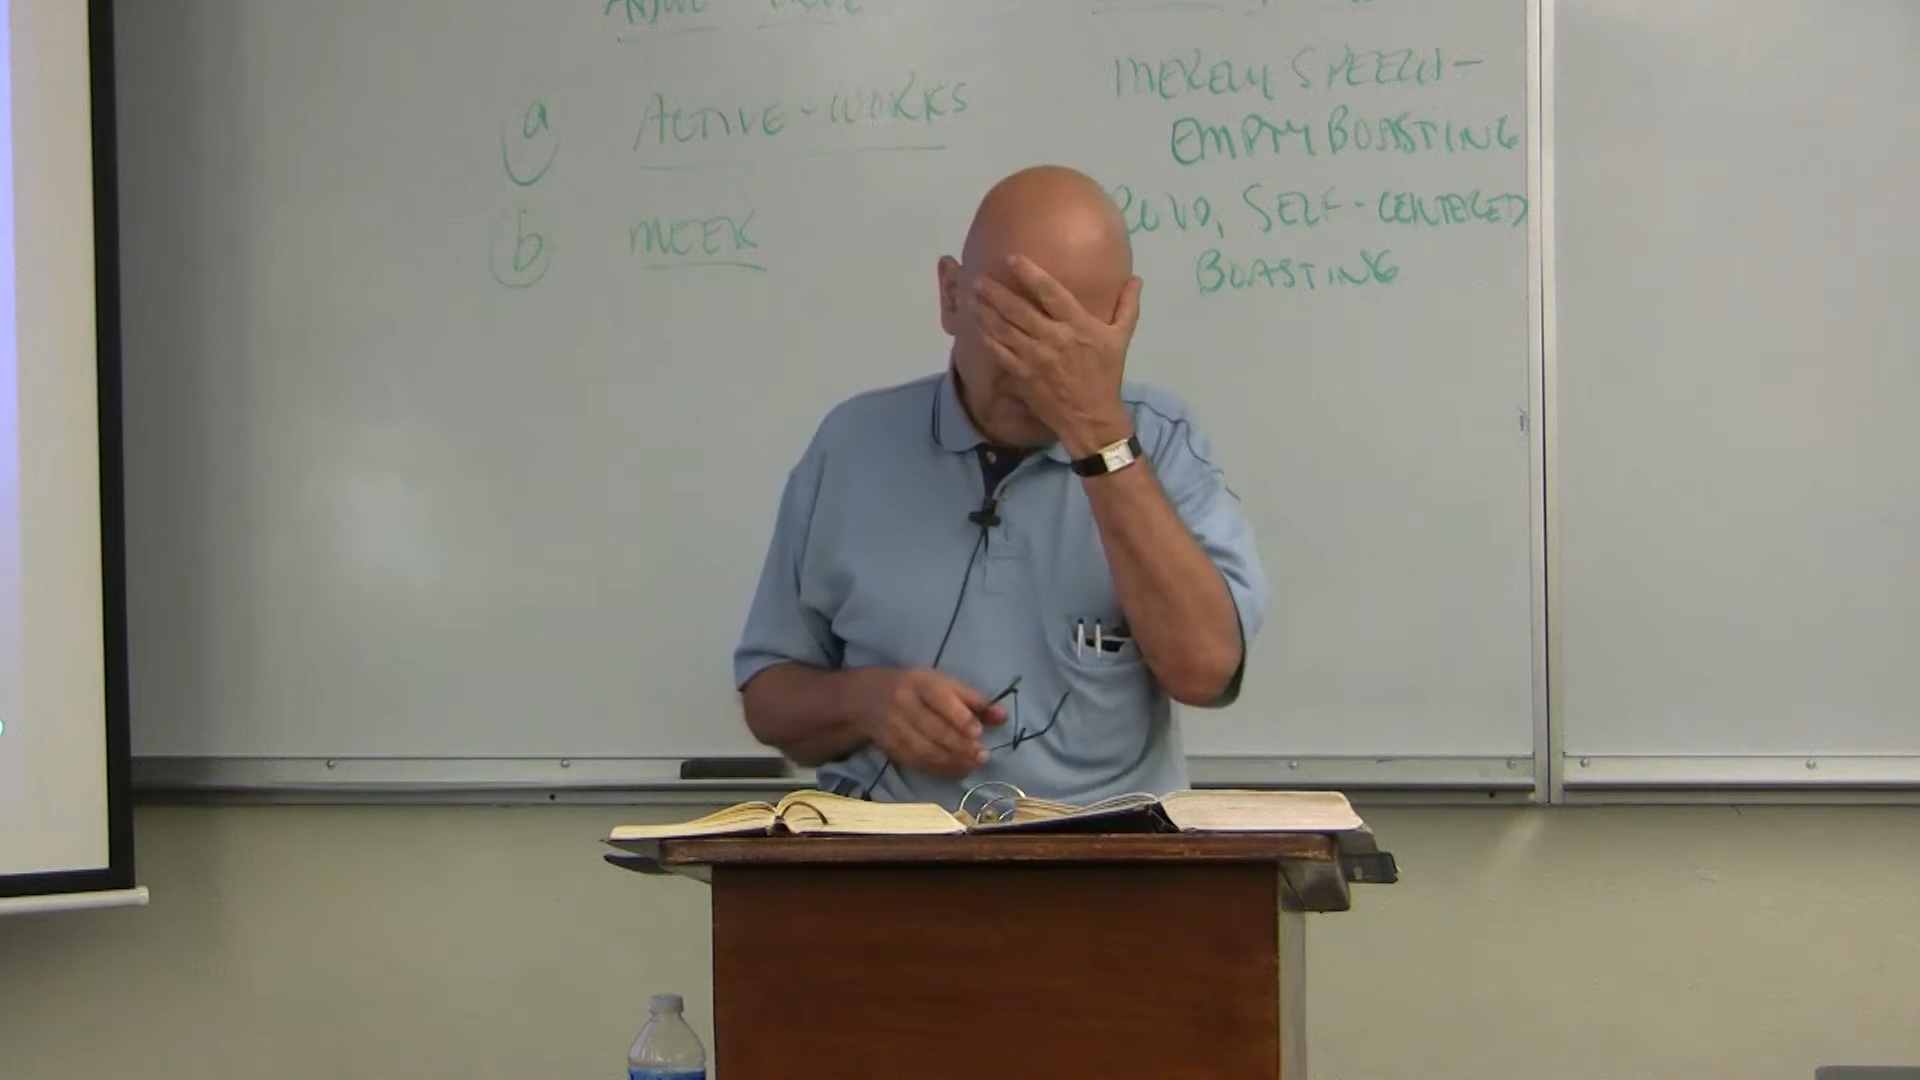 a ACTIVE-WORKS
MERELY SPEECH-
EMPTY BOASTING
b MEEK
SELF-CENTERED
BOASTING